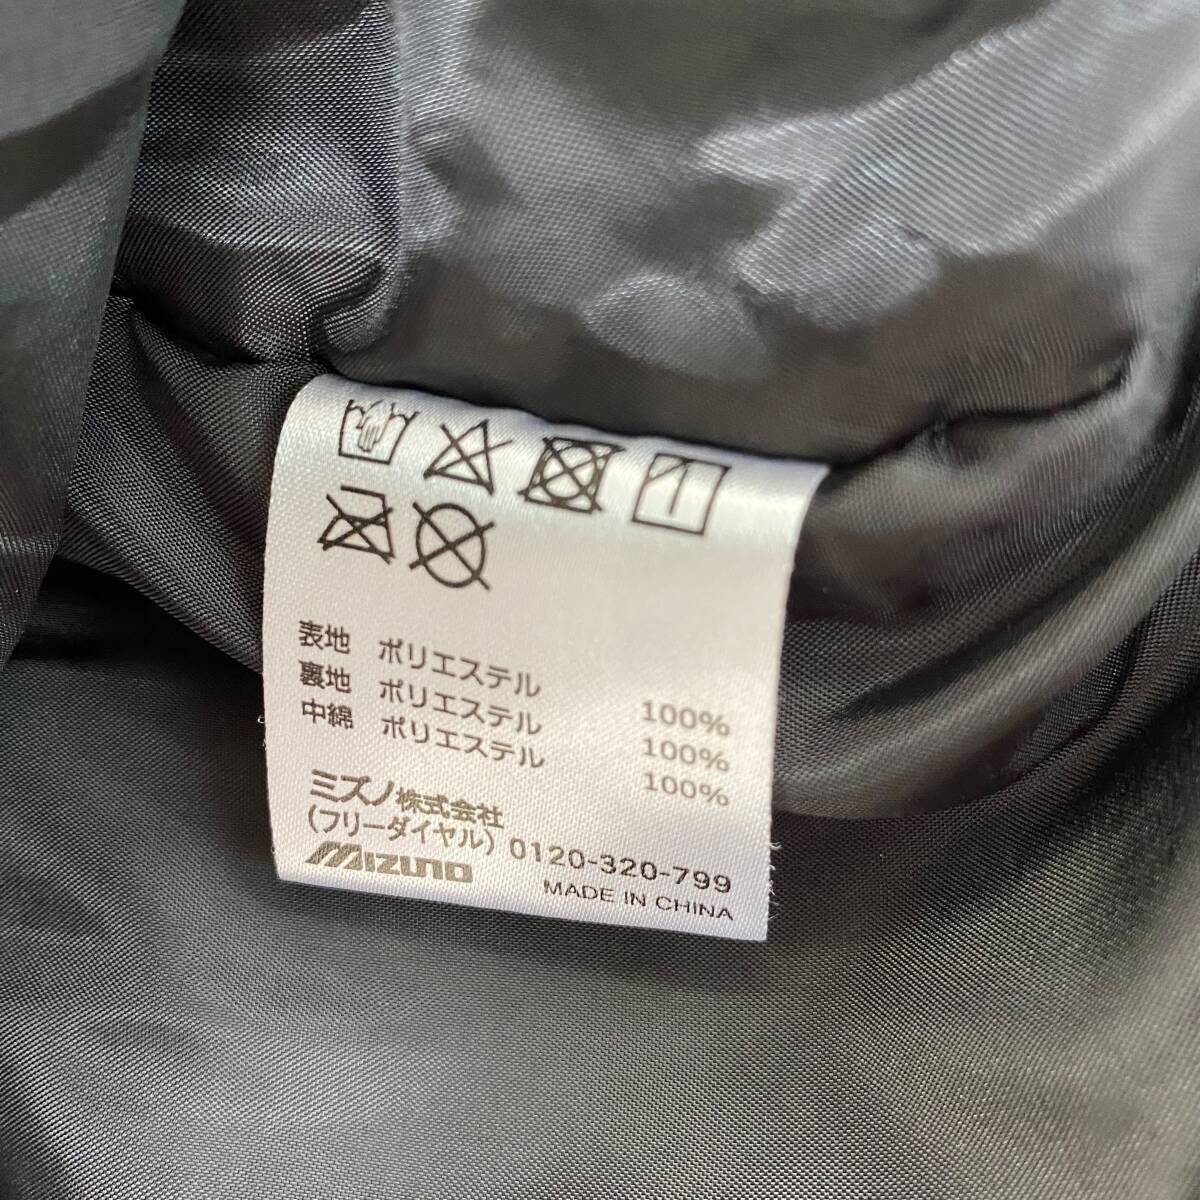 表地 ポリエステル 100%
裏地 ポリエステル 100%
中綿 ポリエステル 100%
ミズノ株式会社
(フリーダイヤル) 0120-320-799
MIZUNO
MADE IN CHINA